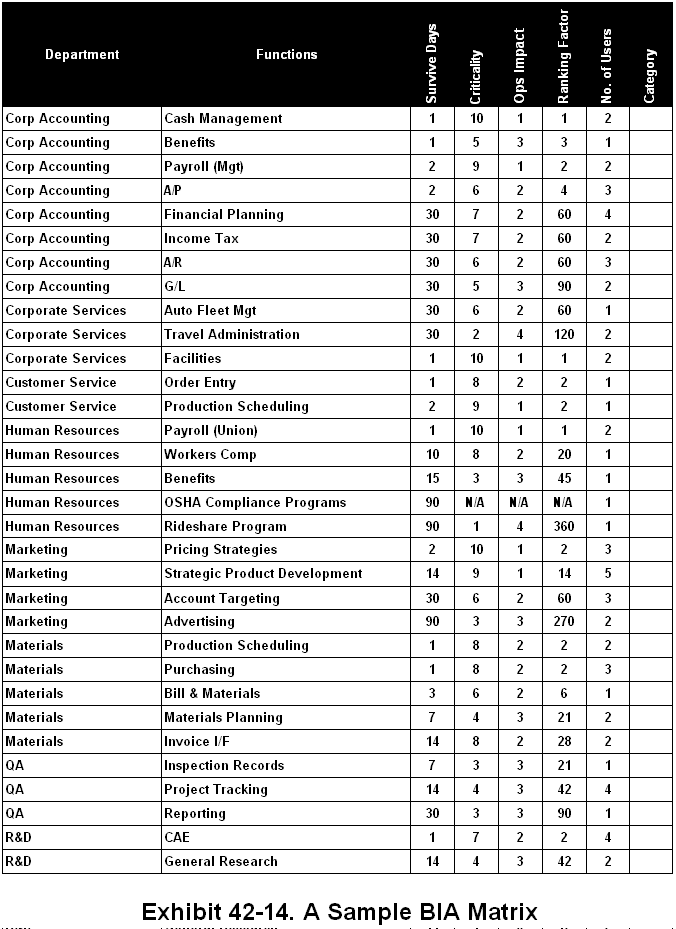 Department Functions Survive Days Criticality Ops Impact Ranking Factor No. of Users Category
Corp Accounting Cash Management 1 10 1 1 2
Corp Accounting Benefits 1 5 3 3 1
Corp Accounting Payroll (Mgt) 2 9 1 2 2
Corp Accounting A/P 2 6 2 4 3
Corp Accounting Financial Planning 30 7 2 60 4
Corp Accounting Income Tax 30 7 2 60 2
Corp Accounting A/R 30 6 2 60 3
Corp Accounting G/L 30 5 3 90 2
Corporate Services Auto Fleet Mgt 30 6 2 60 1
Corporate Services Travel Administration 30 2 4 120 2
Corporate Services Facilities 1 10 1 1 2
Customer Service Order Entry 1 8 2 2 1
Customer Service Production Scheduling 2 9 1 2 1
Human Resources Payroll (Union) 1 10 1 1 2
Human Resources Workers Comp 10 8 2 20 1
Human Resources Benefits 15 3 3 45 1
Human Resources OSHA Compliance Programs 90 N/A N/A N/A 1
Human Resources Rideshare Program 90 1 4 360 1
Marketing Pricing Strategies 2 10 1 2 3
Marketing Strategic Product Development 14 9 1 14 5
Marketing Account Targeting 30 6 2 60 3
Marketing Advertising 90 3 3 270 2
Materials Production Scheduling 1 8 2 2 2
Materials Purchasing 1 8 2 2 3
Materials Bill & Materials 3 6 2 6 1
Materials Materials Planning 7 4 3 21 2
Materials Invoice I/F 14 8 2 28 2
QA Inspection Records 7 3 3 21 1
QA Project Tracking 14 4 3 42 4
QA Reporting 30 3 3 90 1
R&D CAE 1 7 2 2 4
R&D General Research 14 4 3 42 2
Exhibit 42-14. A Sample BIA Matrix